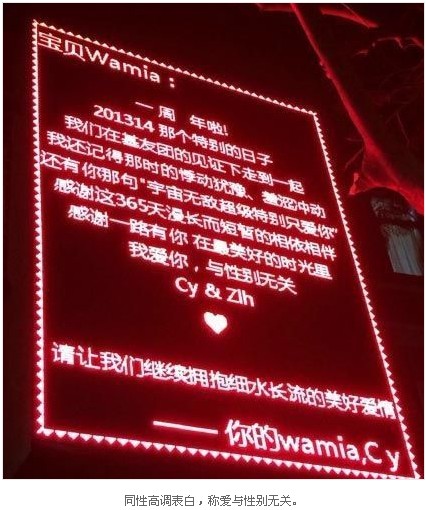 宝贝Wamia：
一周 年啦!
201314 那个特别的日子
我们在基友团的见证下走到一起
我还记得那时的悸动犹豫、羞涩冲动
还有你那句"宇宙无敌超级特别只爱你"
感谢这365天漫长而短暂的相依相伴
感谢一路有你 在最美好的时光里
我爱你，与性别无关
Cy & Zlh
请让我们继续拥抱细水长流的美好爱情
—— 你的wamia,C y
同性高调表白，称爱与性别无关。